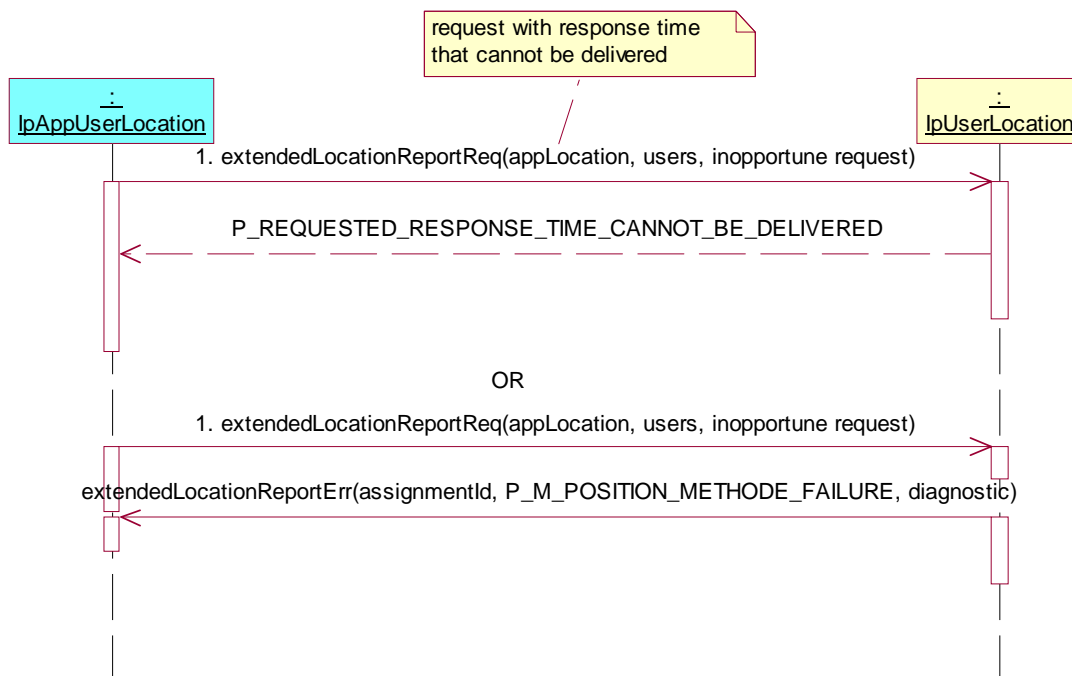 request with response time
that cannot be delivered
:
IpAppUserLocation
:
IpUserLocation
1. extendedLocationReportReq(appLocation, users, inopportune request)
P_REQUESTED_RESPONSE_TIME_CANNOT_BE_DELIVERED
OR
1. extendedLocationReportReq(appLocation, users, inopportune request)
extendedLocationReportErr(assignmentId, P_M_POSITION_METHODE_FAILURE, diagnostic)